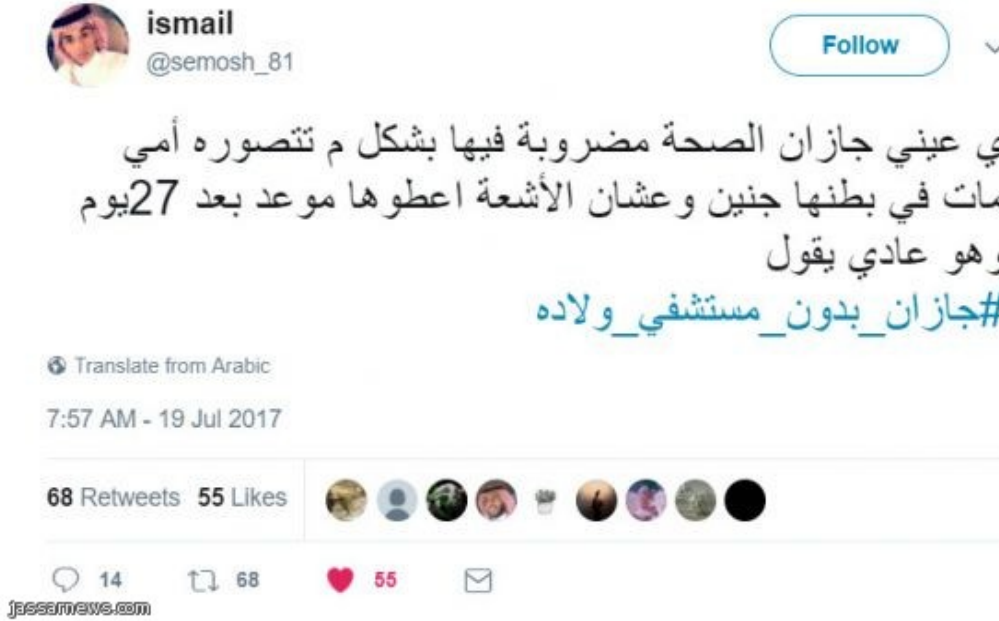 ismail
@semosh_81
Follow
عيني جازان الصحة مضروبة فيها بشكل م تتصوره أمي
مات في بطنها جنين وعشان الأشعة اعطوها موعد بعد 27يوم
وهو عادي يقول
#جازان_بدون_مستشفي_ولاده
Translate from Arabic
7:57 AM - 19 Jul 2017
68 Retweets 55 Likes
14 68 55
jassarnews.com